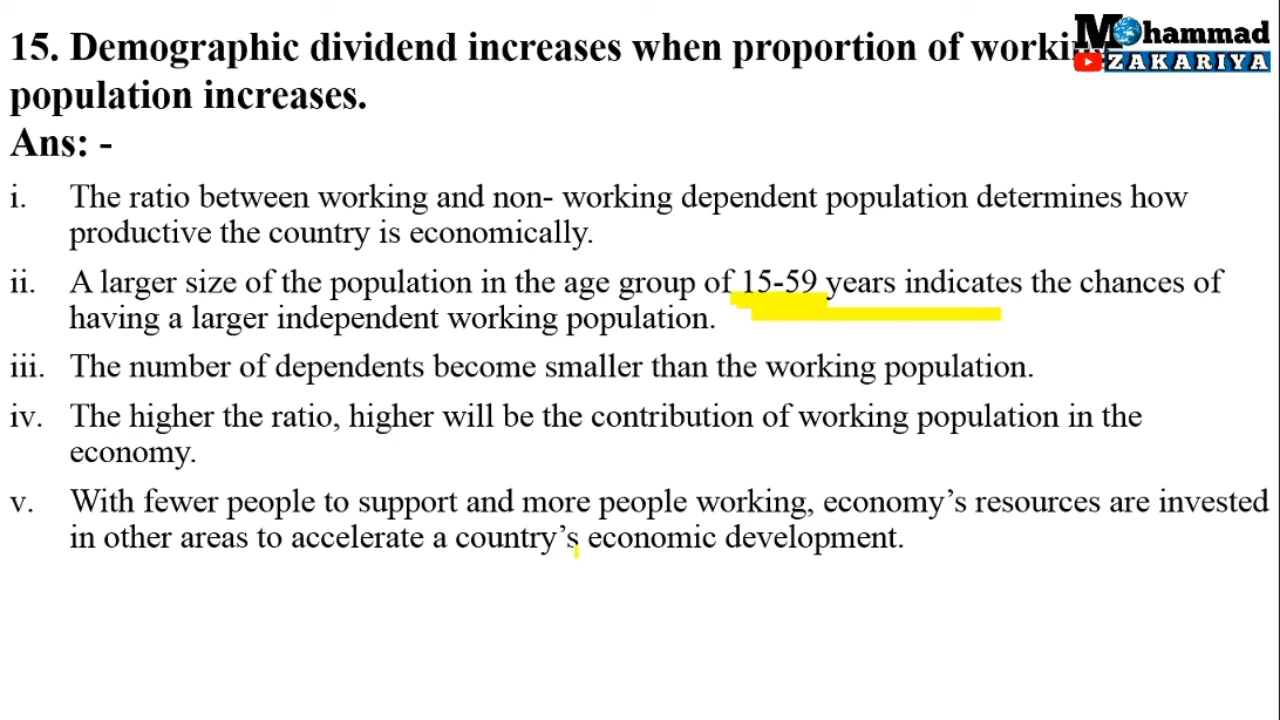 15. Demographic dividend increases when proportion of worki
Mohammad
ZAKARIYA
population increases.
Ans: -
i. The ratio between working and non- working dependent population determines how
productive the country is economically.
ii. A larger size of the population in the age group of 15-59 years indicates the chances of
having a larger independent working population.
iii. The number of dependents become smaller than the working population.
iv. The higher the ratio, higher will be the contribution of working population in the
economy.
v. With fewer people to support and more people working, economy’s resources are invested
in other areas to accelerate a country’s economic development.